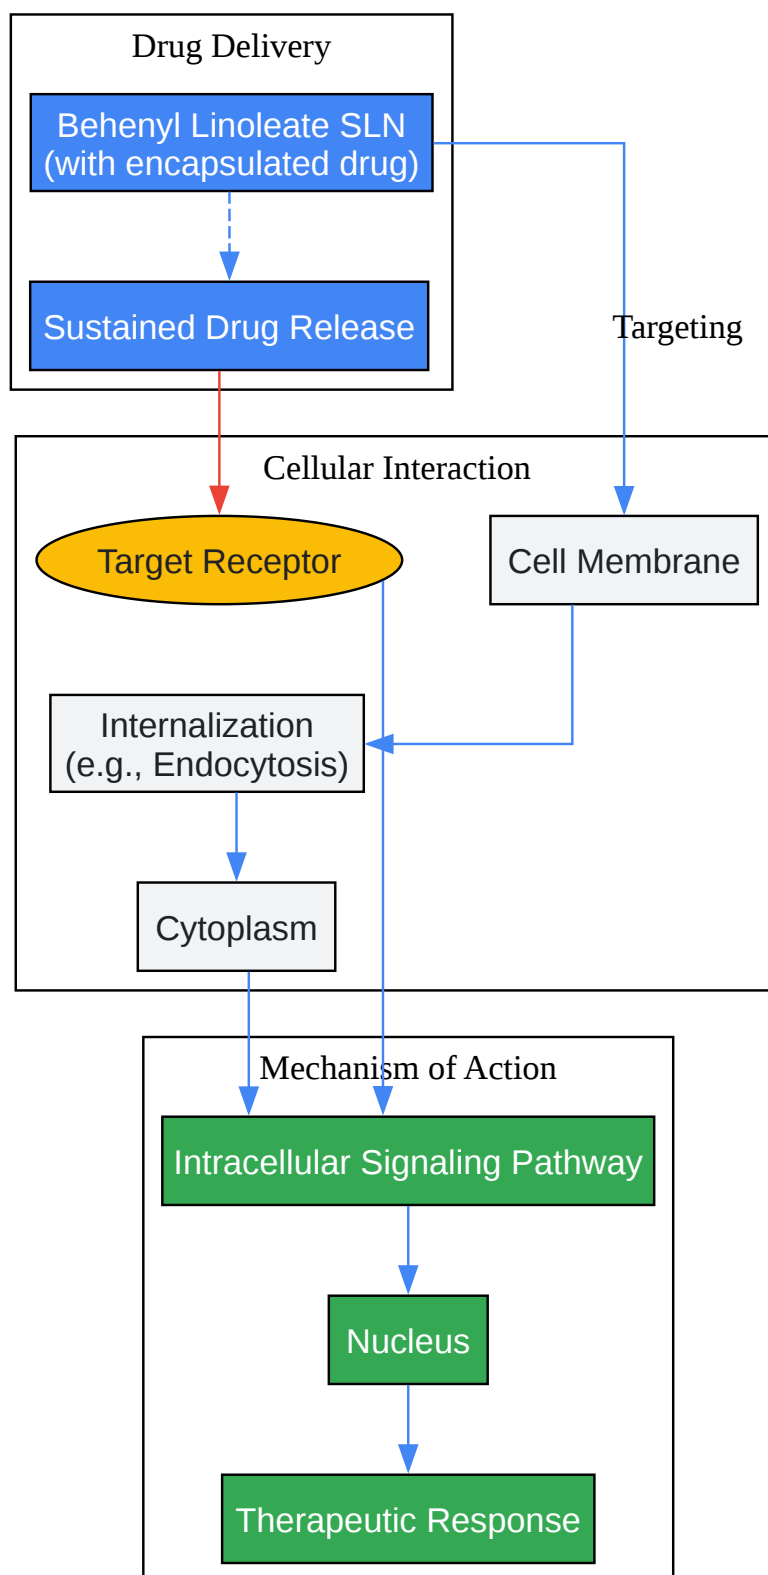 Drug Delivery
Behenyl Linoleate SLN
(with encapsulated drug)
Sustained Drug Release
Targeting
Cellular Interaction
Target Receptor
Cell Membrane
Internalization
(e.g., Endocytosis)
Cytoplasm
Mechanism of Action
Intracellular Signaling Pathway
Nucleus
Therapeutic Response